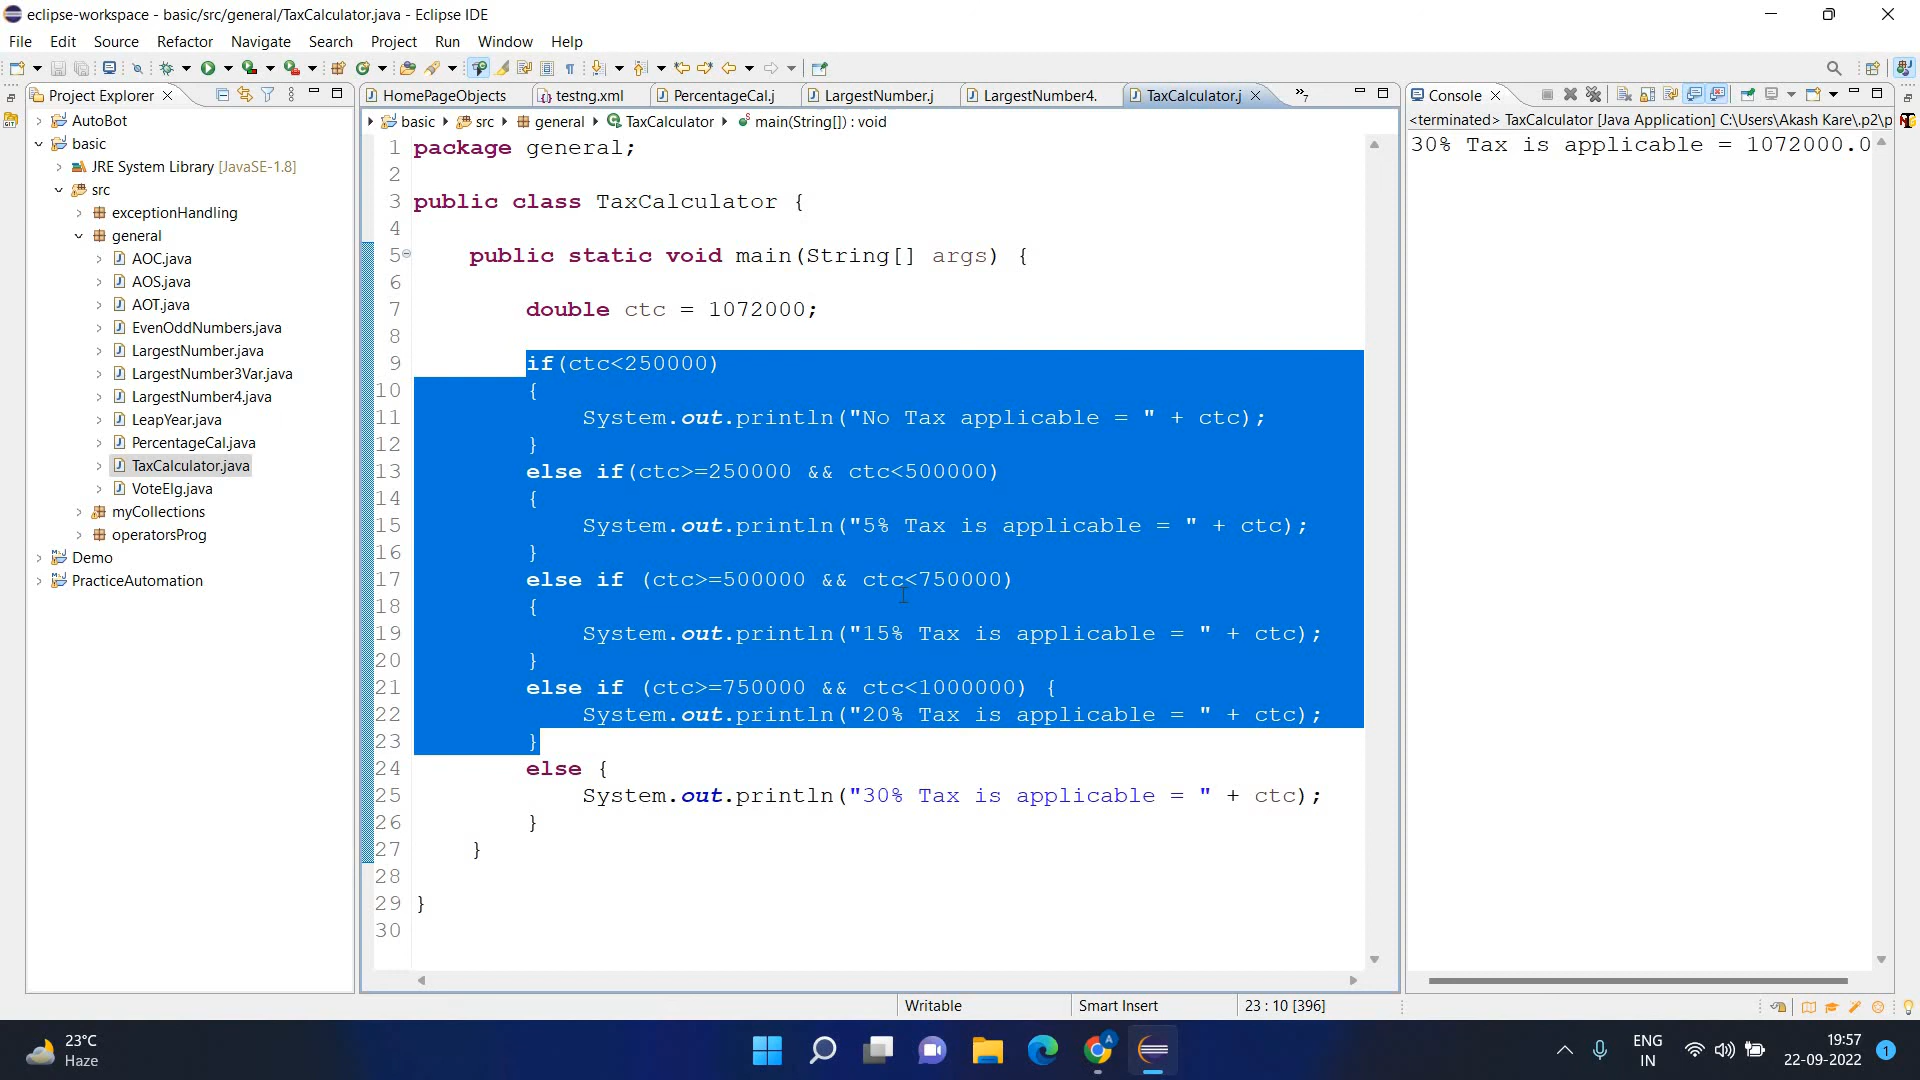 eclipse-workspace - basic/src/general/TaxCalculator.java - Eclipse IDE
File Edit Source Refactor Navigate Search Project Run Window Help
Project Explorer
AutoBot
basic
JRE System Library [JavaSE-1.8]
src
exceptionHandling
general
AOC.java
AOS.java
AOT.java
EvenOddNumbers.java
LargestNumber.java
LargestNumber3Var.java
LargestNumber4.java
LeapYear.java
PercentageCal.java
TaxCalculator.java
VoteElg.java
myCollections
operatorsProg
Demo
PracticeAutomation
HomePageObjects testng.xml PercentageCal.j LargestNumber.j LargestNumber4. TaxCalculator.j »7
basic src general TaxCalculator main(String[]) : void
1 package general;
2
3 public class TaxCalculator {
4
5 public static void main(String[] args) {
6
7 double ctc = 1072000;
8
9 if(ctc<250000)
10 {
11 System.out.println("No Tax applicable = " + ctc);
12 }
13 else if(ctc>=250000 && ctc<500000)
14 {
15 System.out.println("5% Tax is applicable = " + ctc);
16 }
17 else if (ctc>=500000 && ctc<750000)
18 {
19 System.out.println("15% Tax is applicable = " + ctc);
20 }
21 else if (ctc>=750000 && ctc<1000000) {
22 System.out.println("20% Tax is applicable = " + ctc);
23 }
24 else {
25 System.out.println("30% Tax is applicable = " + ctc);
26 }
27 }
28
29 }
30
Console
<terminated> TaxCalculator [Java Application] C:\Users\Akash Kare\.p2\p
30% Tax is applicable = 1072000.0
Writable Smart Insert 23 : 10 [396]
23°C
Haze
ENG
IN
19:57
22-09-2022
1